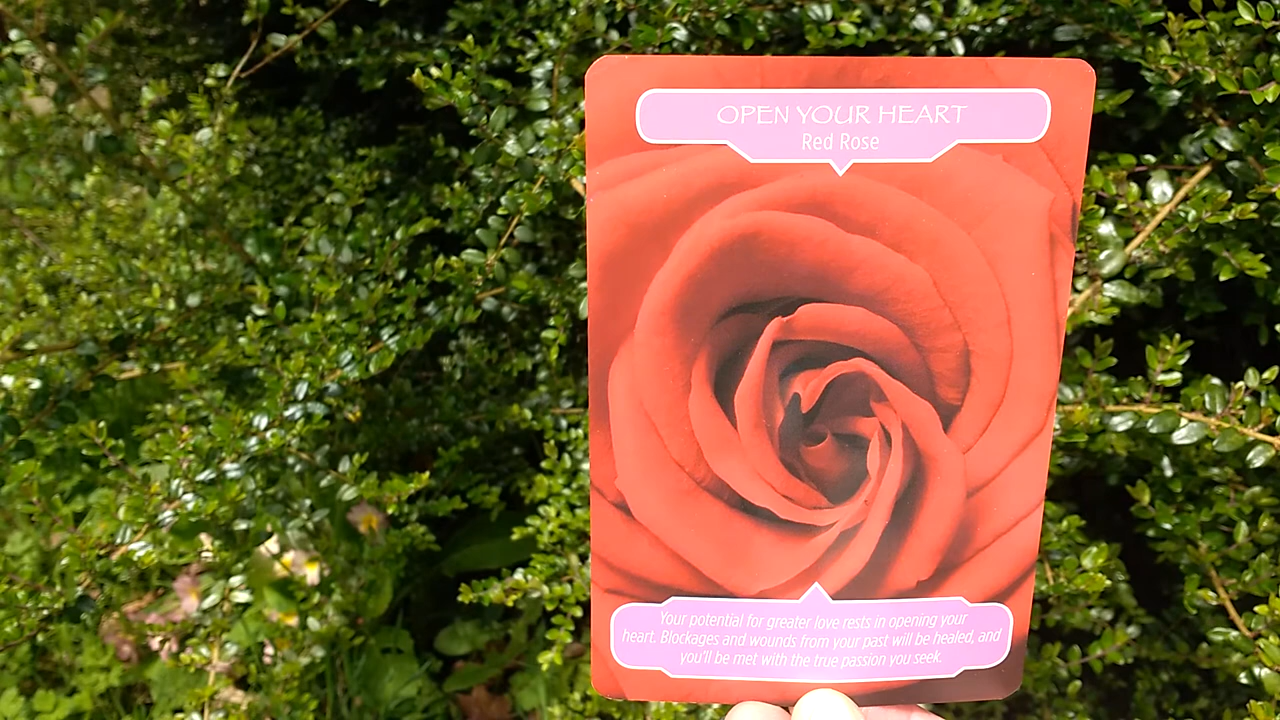 OPEN YOUR HEART
Red Rose
Your potential for greater love rests in opening your
heart. Blockages and wounds from your past will be healed, and
you'll be met with the true passion you seek.